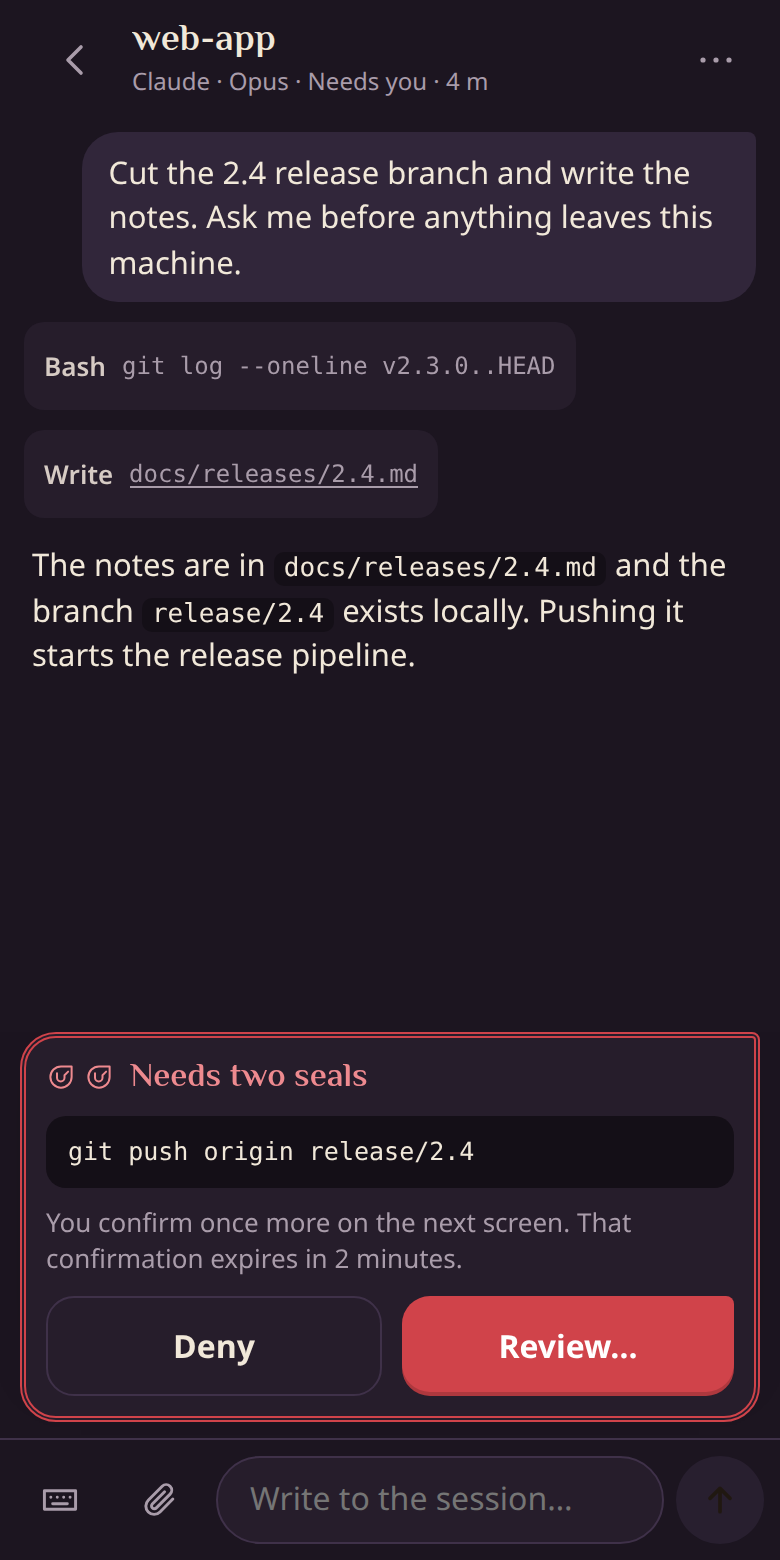 web-app
Claude · Opus · Needs you · 4 m
Cut the 2.4 release branch and write the
notes. Ask me before anything leaves this
machine.
Bash git log --oneline v2.3.0..HEAD
Write docs/releases/2.4.md
The notes are in docs/releases/2.4.md and the
branch release/2.4 exists locally. Pushing it
starts the release pipeline.
Needs two seals
git push origin release/2.4
You confirm once more on the next screen. That
confirmation expires in 2 minutes.
Deny
Review…
Write to the session…